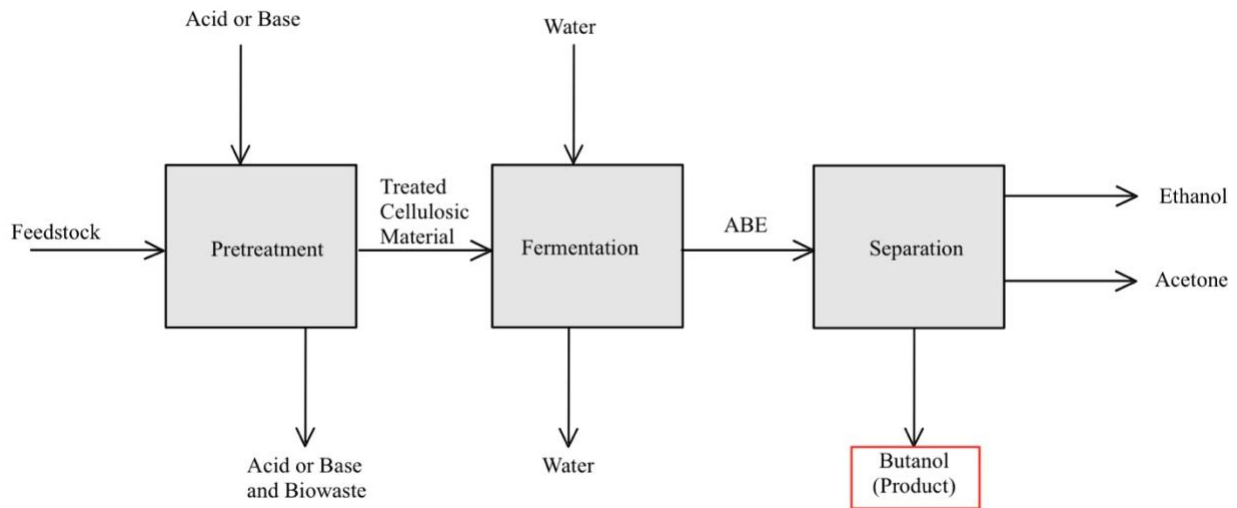 Acid or Base
Water
Feedstock
Pretreatment
Treated
Cellulosic
Material
Fermentation
ABE
Separation
Ethanol
Acetone
Acid or Base
and Biowaste
Water
Butanol
(Product)